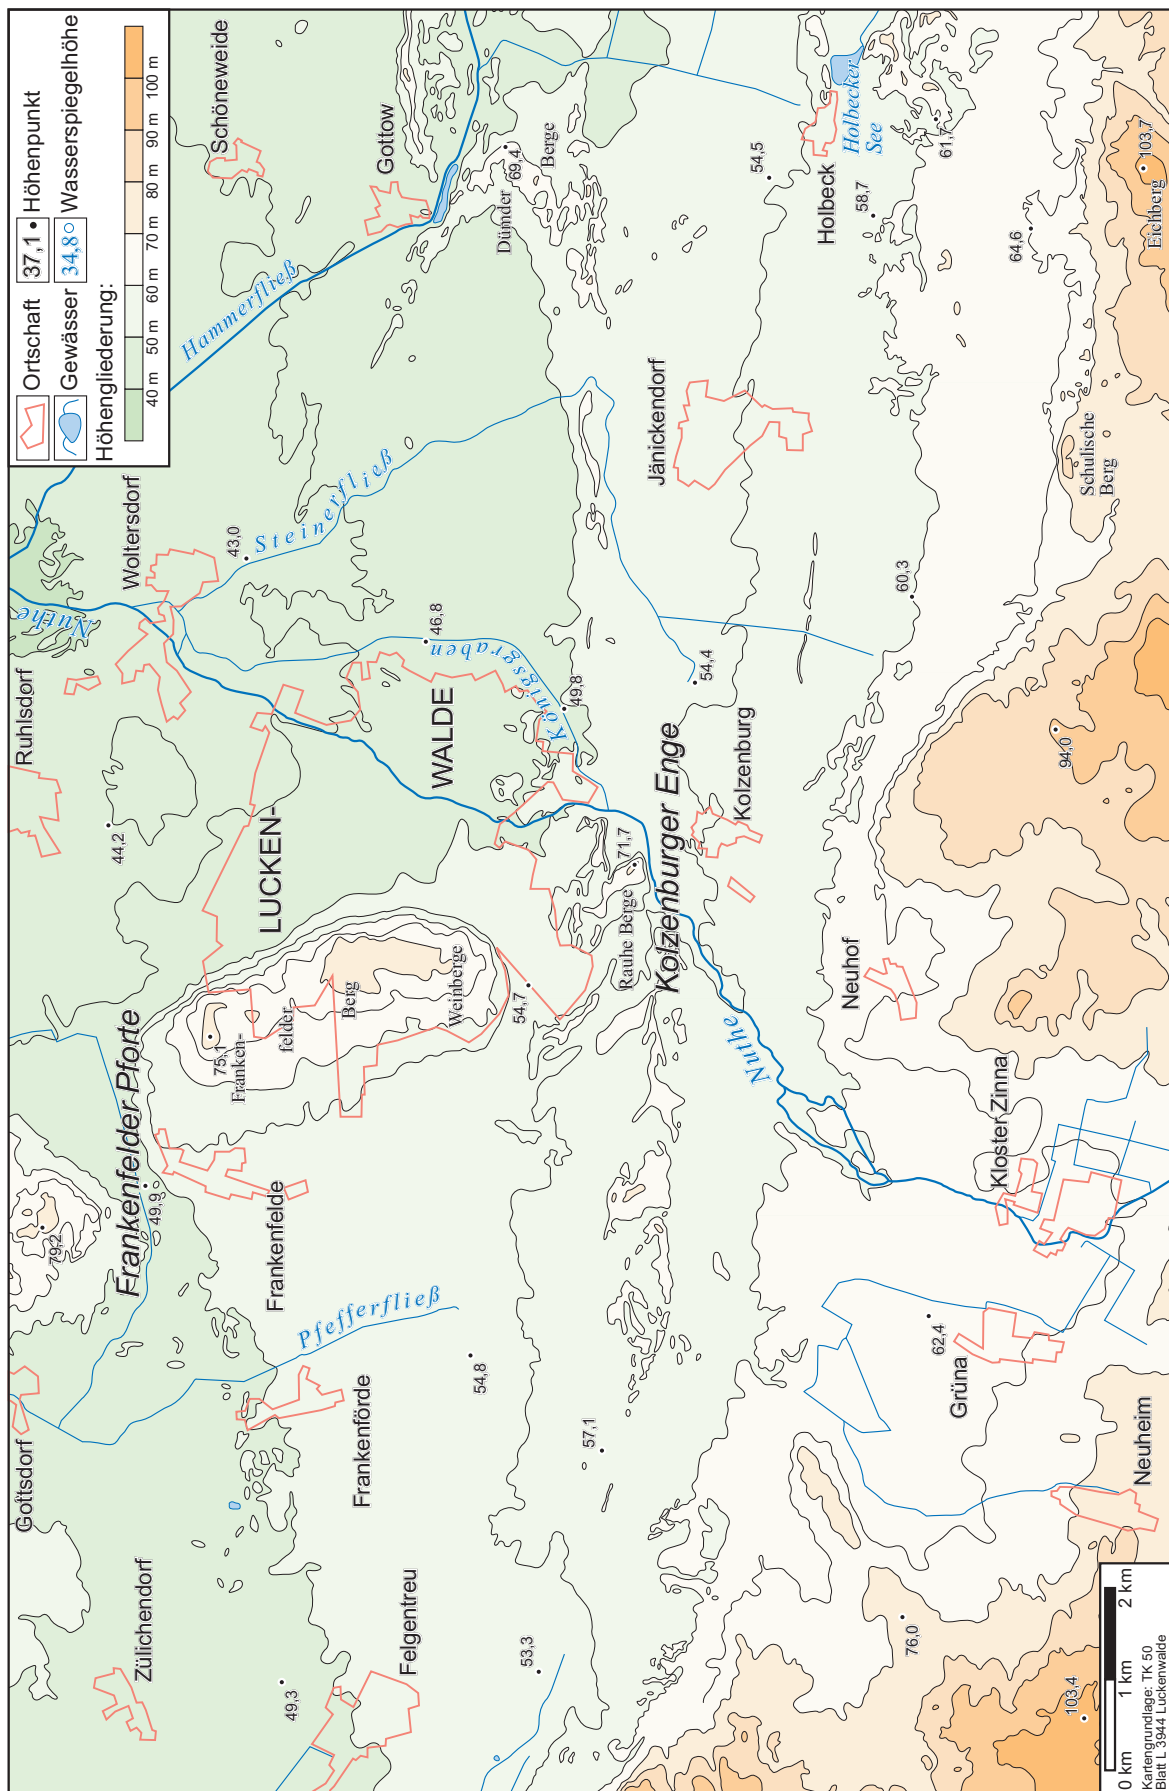 Ortschaft 37,1 Höhenpunkt
Gewässer 34,8 Wasserspiegelhöhe
Höhengliederung:
40 m 50 m 60 m 70 m 80 m 90 m 100 m
Gottsdorf
79,2
Ruhlsdorf
Nuthe
Woltersdorf
Schöneweide
Zülichendorf
Frankenfelder Pforte
49,9
44,2
43,0
Hammerfließ
49,3
Frankenfelde
75,1
Franken-
felder
Berg
LUCKEN-
Steinerfließ
Gottow
Pfefferfließ
Frankenförde
Felgentreu
Weinberge
WALDE
46,8
Königsgraben
Dümder
Berge
69,4
54,8
54,7
49,8
53,3
57,1
Rauhe Berge
71,7
Kolzenburger Enge
54,4
Jänickendorf
54,5
Kolzenburg
Nuthe
Holbeck
Holbecker
See
58,7
Neuhof
60,3
61,7
76,0
62,4
Grüna
Kloster Zinna
64,6
94,0
Schulische
Berg
Eichberg
103,7
103,4
Neuheim
0 km 1 km 2 km
Kartengrundlage: TK 50
Blatt L 3944 Luckenwalde